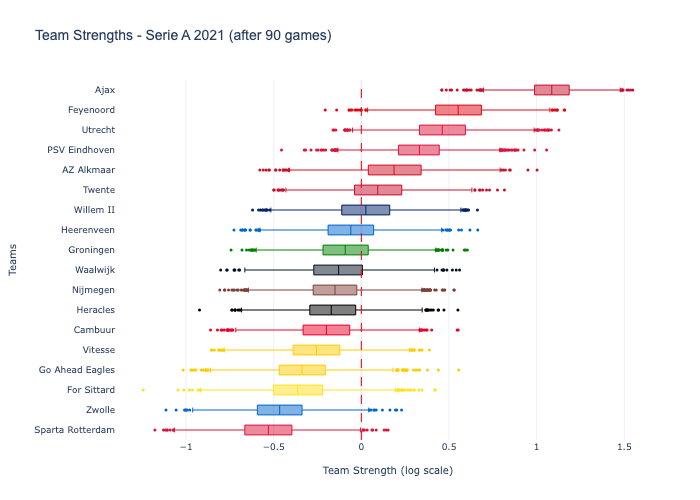 Team Strengths - Serie A 2021 (after 90 games)
Ajax
Feyenoord
Utrecht
PSV Eindhoven
AZ Alkmaar
Twente
Willem II
Heerenveen
Groningen
Waalwijk
Nijmegen
Heracles
Cambuur
Vitesse
Go Ahead Eagles
For Sittard
Zwolle
Sparta Rotterdam
Teams
−1
−0.5
0
0.5
1
1.5
Team Strength (log scale)